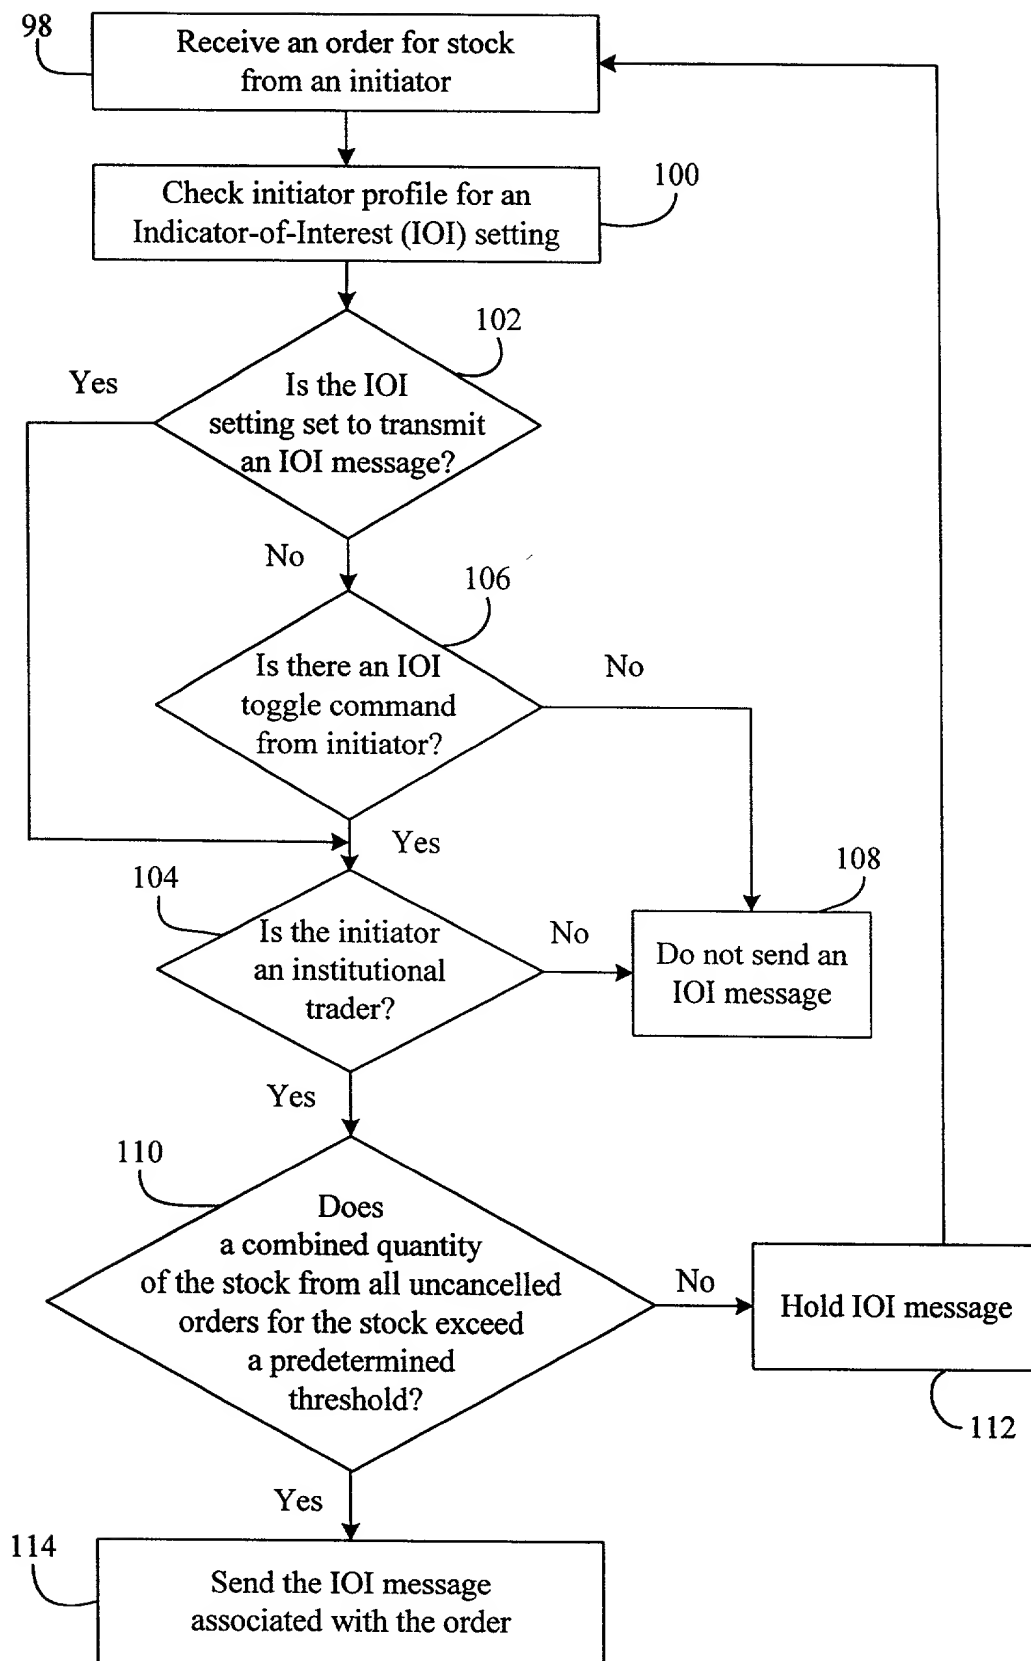 98
Receive an order for stock
from an initiator
Check initiator profile for an
Indicator-of-Interest (IOI) setting
100
102
Yes
Is the IOI
setting set to transmit
an IOI message?
No
106
Is there an IOI
toggle command
from initiator?
No
Yes
104
108
Is the initiator
an institutional
trader?
No
Do not send an
IOI message
Yes
110
Does
a combined quantity
of the stock from all uncancelled
orders for the stock exceed
a predetermined
threshold?
No
Hold IOI message
112
Yes
114
Send the IOI message
associated with the order